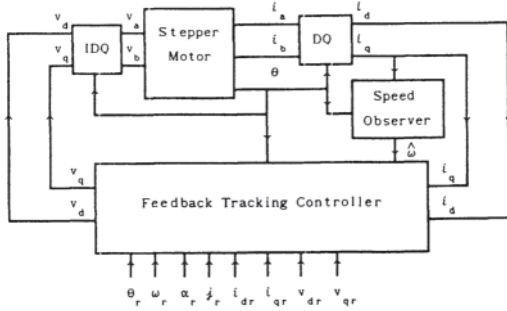 v_d v_a i_a i_d
IDQ Stepper Motor DQ
v_q v_b i_b i_q
θ
Speed Observer
ω̂
v_q i_q
Feedback Tracking Controller
v_d i_d
θ_r ω_r α_r j_r i_dr i_qr v_dr v_qr